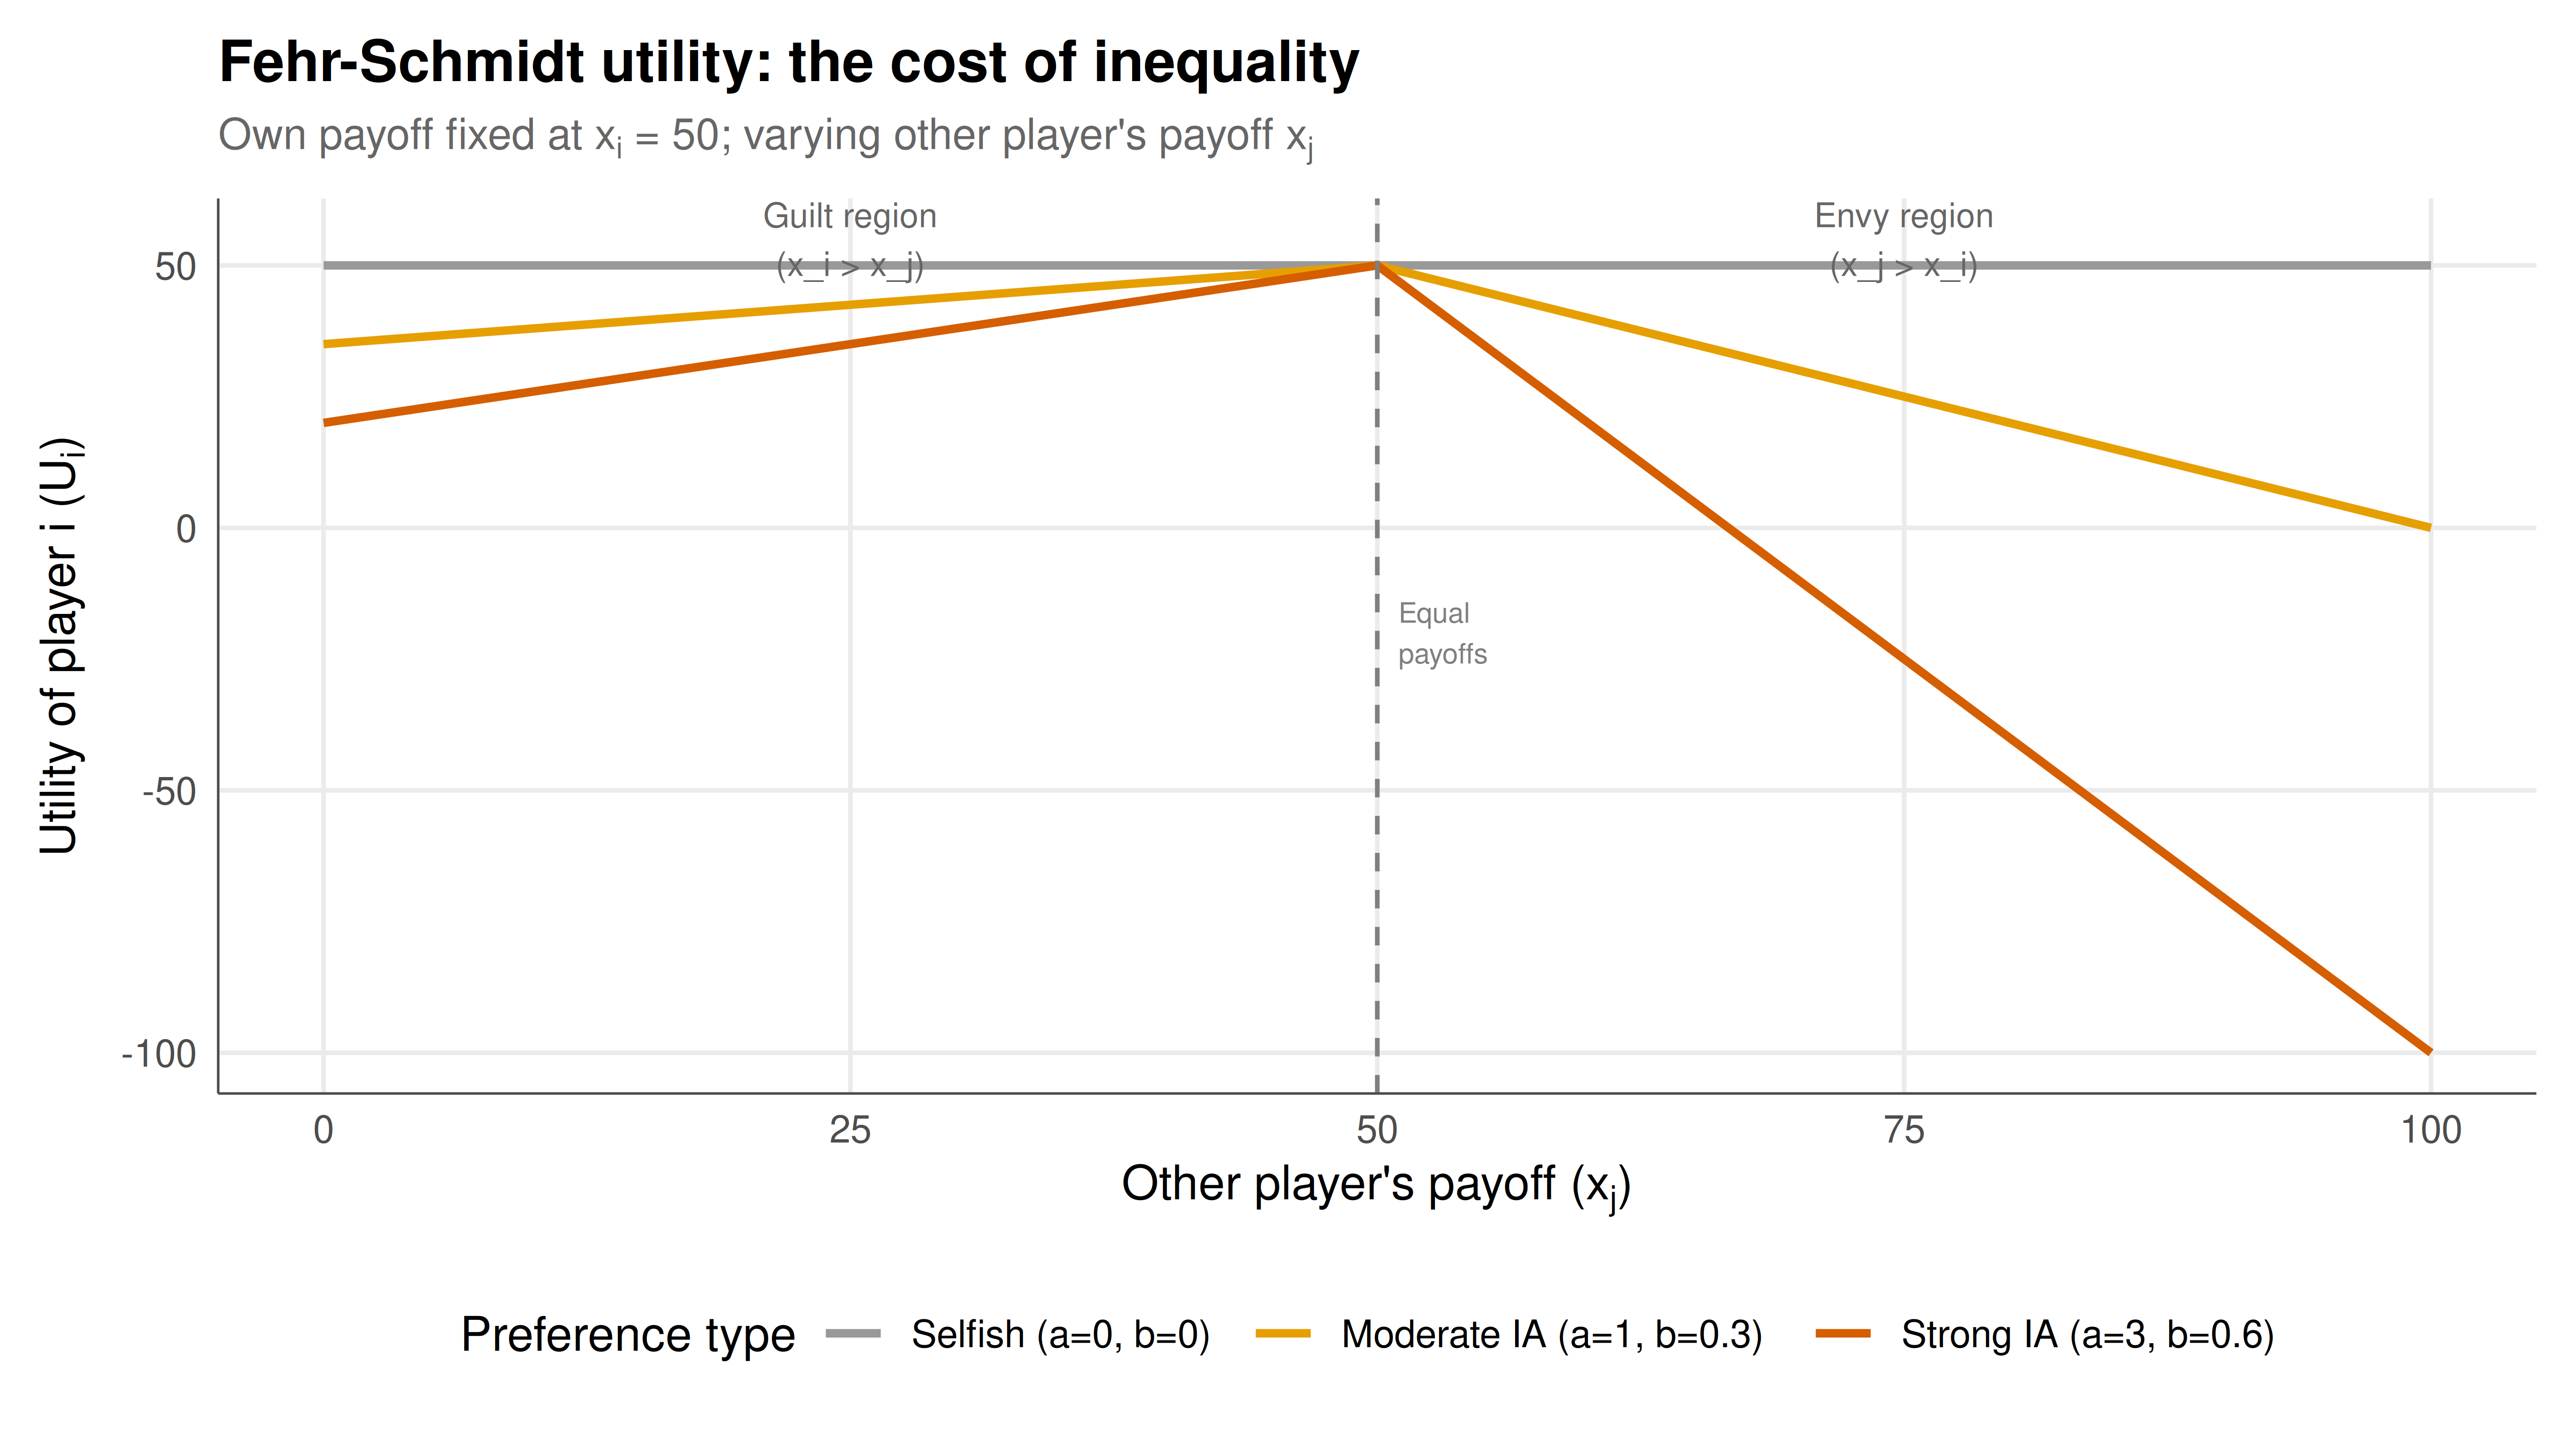 Fehr-Schmidt utility: the cost of inequality
Own payoff fixed at xi = 50; varying other player's payoff xj
Guilt region
(x_i > x_j)
Envy region
(x_j > x_i)
Utility of player i (Ui)
50
0
-50
-100
Equal
payoffs
0 25 50 75 100
Other player's payoff (xj)
Preference type Selfish (a=0, b=0) Moderate IA (a=1, b=0.3) Strong IA (a=3, b=0.6)